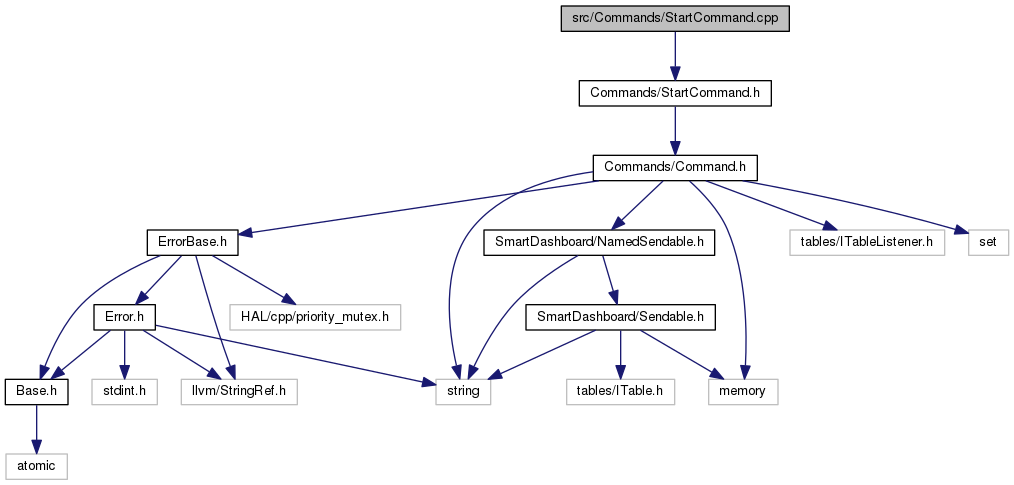 src/Commands/StartCommand.cpp
Commands/StartCommand.h
Commands/Command.h
ErrorBase.h
SmartDashboard/NamedSendable.h
tables/ITableListener.h
set
Error.h
HAL/cpp/priority_mutex.h
SmartDashboard/Sendable.h
Base.h
stdint.h
llvm/StringRef.h
string
tables/ITable.h
memory
atomic